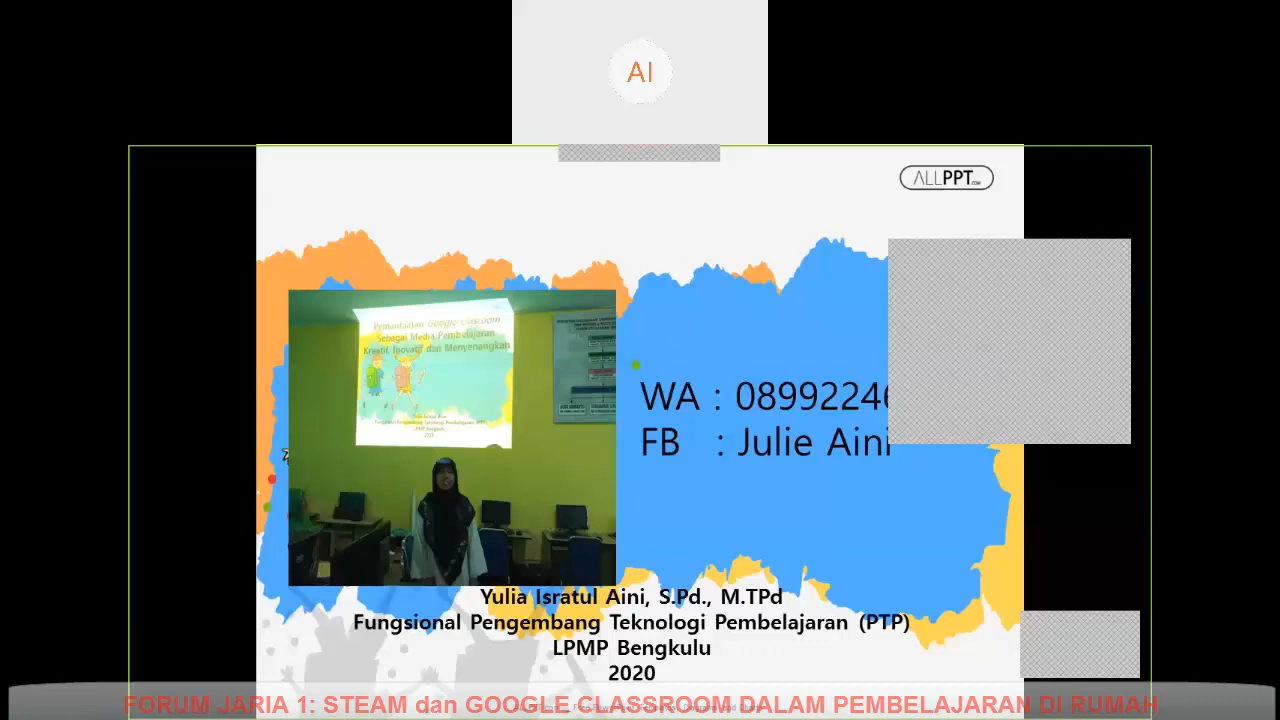 AI
ALLPPT.COM
Pemanfaatan Google Classroom
Sebagai Media Pembelajaran
Kreatif Inovatif dan Menyenangkan
WA : 0899224
FB : Julie Aini
Yulia Isratul Aini, S.Pd., M.TPd
Fungsional Pengembang Teknologi Pembelajaran (PTP)
LPMP Bengkulu
2020
FORUM JARIA 1: STEAM dan GOOGLE CLASSROOM DALAM PEMBELAJARAN DI RUMAH